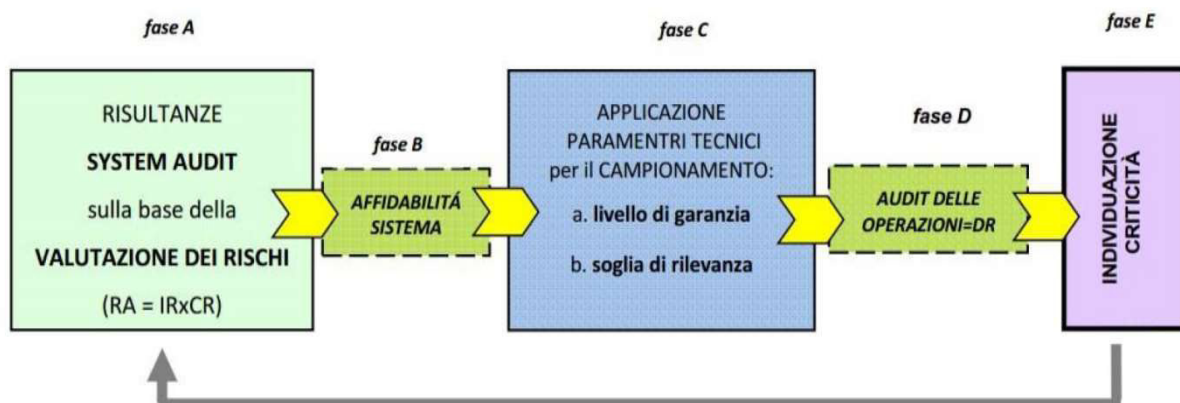 fase A
RISULTANZE
SYSTEM AUDIT
sulla base della
VALUTAZIONE DEI RISCHI
(RA = IRxCR)
fase B
AFFIDABILITÁ
SISTEMA
fase C
APPLICAZIONE
PARAMENTRI TECNICI
per il CAMPIONAMENTO:
a. livello di garanzia
b. soglia di rilevanza
fase D
AUDIT DELLE
OPERAZIONI=DR
fase E
INDIVIDUAZIONE
CRITICITÀ